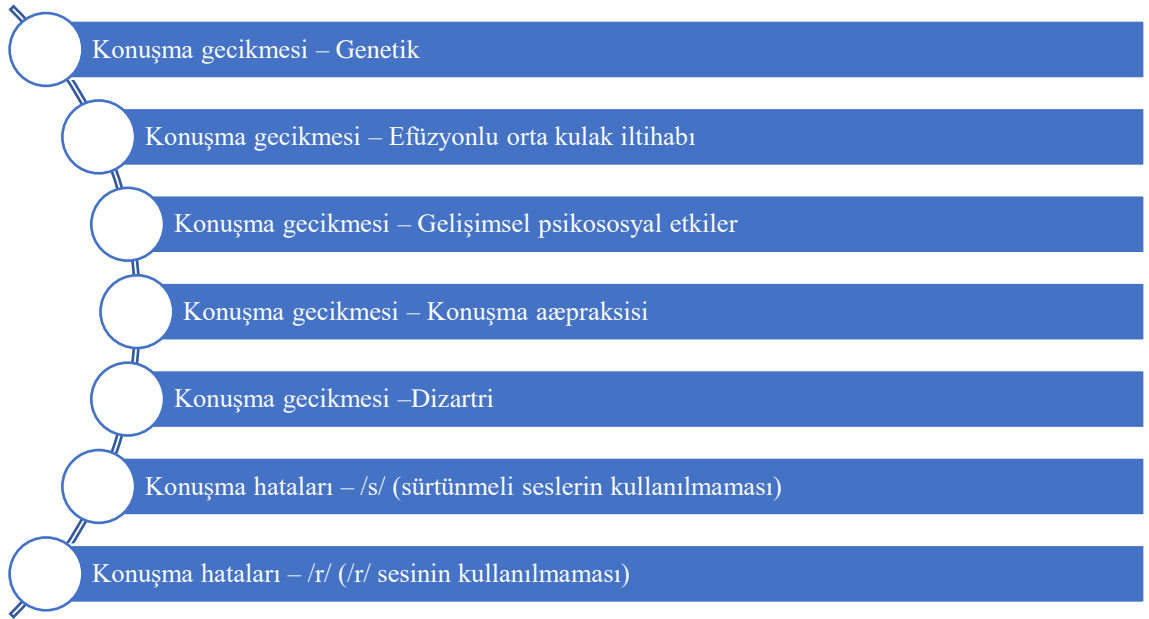 Konuşma gecikmesi – Genetik
Konuşma gecikmesi – Efüzyonlu orta kulak iltihabı
Konuşma gecikmesi – Gelişimsel psikososyal etkiler
Konuşma gecikmesi – Konuşma aæpraksisi
Konuşma gecikmesi –Dizartri
Konuşma hataları – /s/ (sürtünmeli seslerin kullanılmaması)
Konuşma hataları – /r/ (/r/ sesinin kullanılmaması)